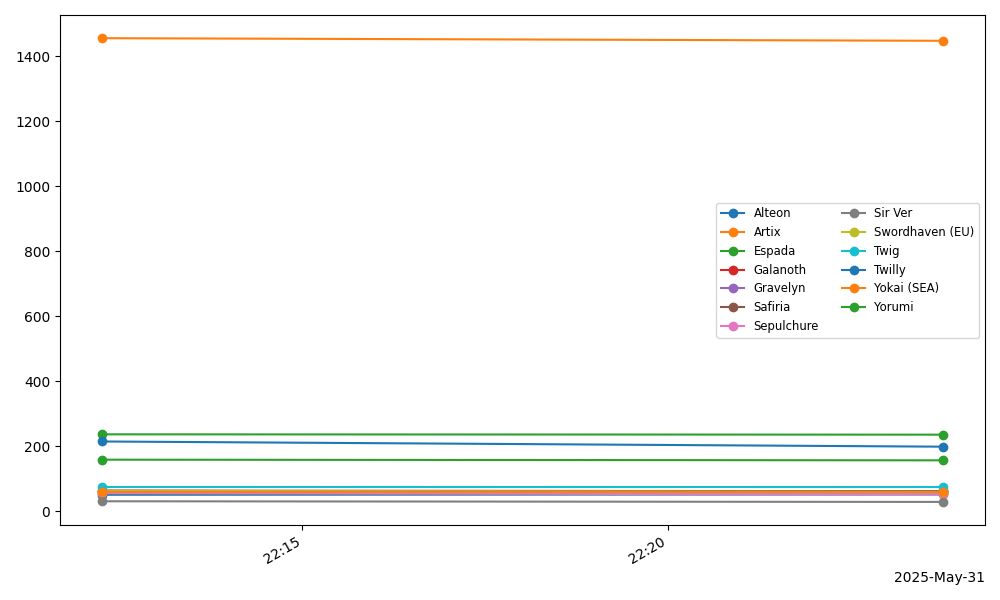 1400
1200
1000
800
600
400
200
0
22:15
22:20
2025-May-31
Alteon
Artix
Espada
Galanoth
Gravelyn
Safiria
Sepulchure
Sir Ver
Swordhaven (EU)
Twig
Twilly
Yokai (SEA)
Yorumi